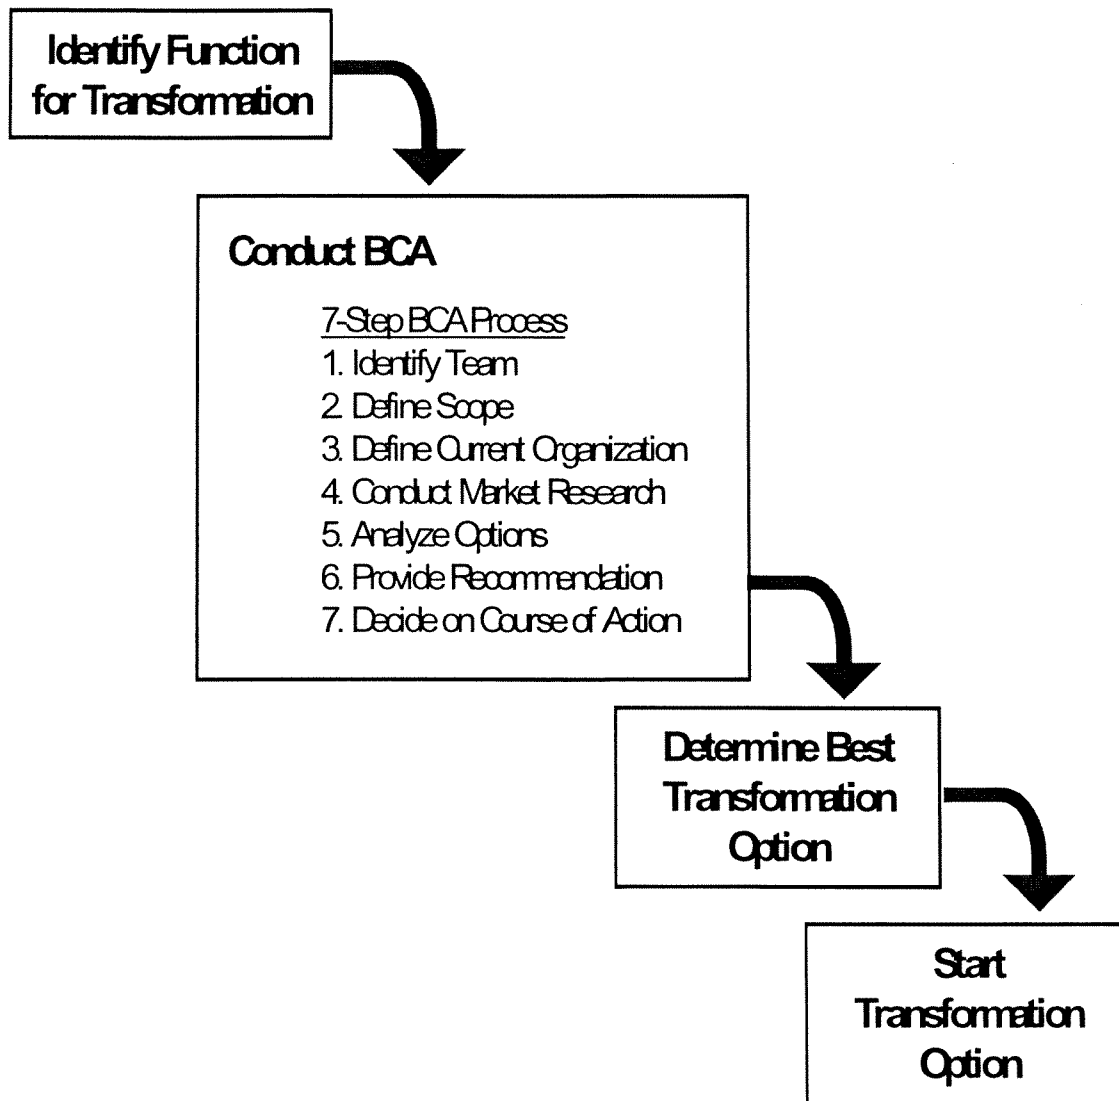 Identify Function
for Transformation
Conduct BCA
7-Step BCA Process
1. Identify Team
2. Define Scope
3. Define Current Organization
4. Conduct Market Research
5. Analyze Options
6. Provide Recommendation
7. Decide on Course of Action
Determine Best
Transformation
Option
Start
Transformation
Option